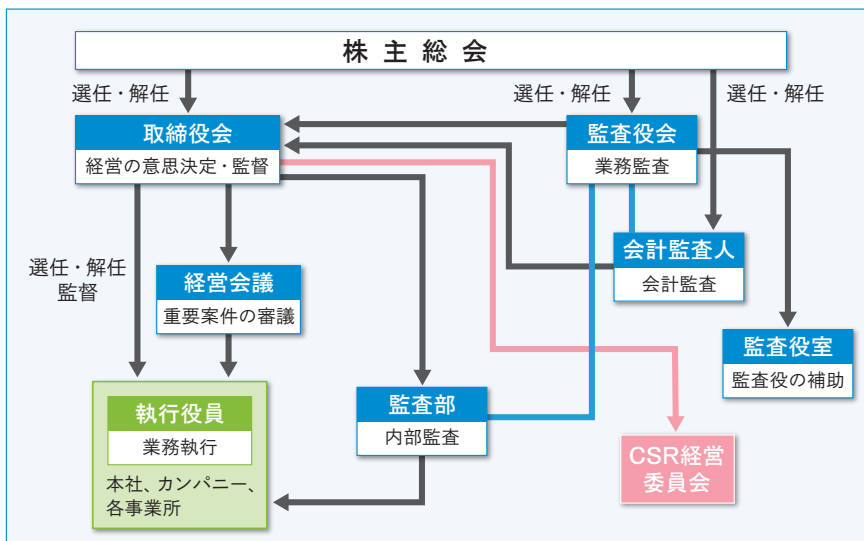 株主総会
選任・解任
選任・解任
選任・解任
取締役会
経営の意思決定・監督
監査役会
業務監査
会計監査人
会計監査
選任・解任
監督
経営会議
重要案件の審議
監査役室
監査役の補助
執行役員
業務執行
本社、カンパニー、
各事業所
監査部
内部監査
CSR経営
委員会